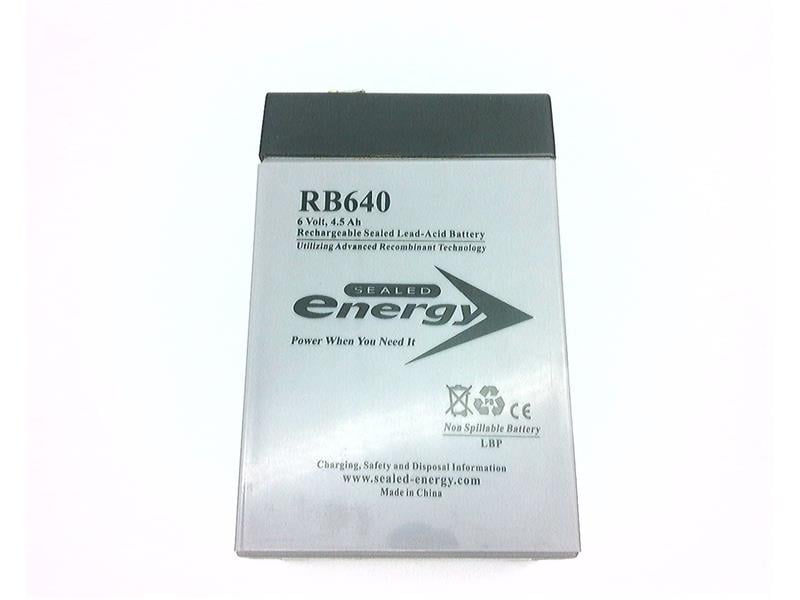 RB640
6 Volt, 4.5 Ah
Rechargeable Sealed Lead-Acid Battery
Utilizing Advanced Recombinant Technology
SEALED
energy
Power When You Need It
PB
CE
Non Spillable Battery
LBP
Charging, Safety and Disposal Information
www.sealed-energy.com
Made in China